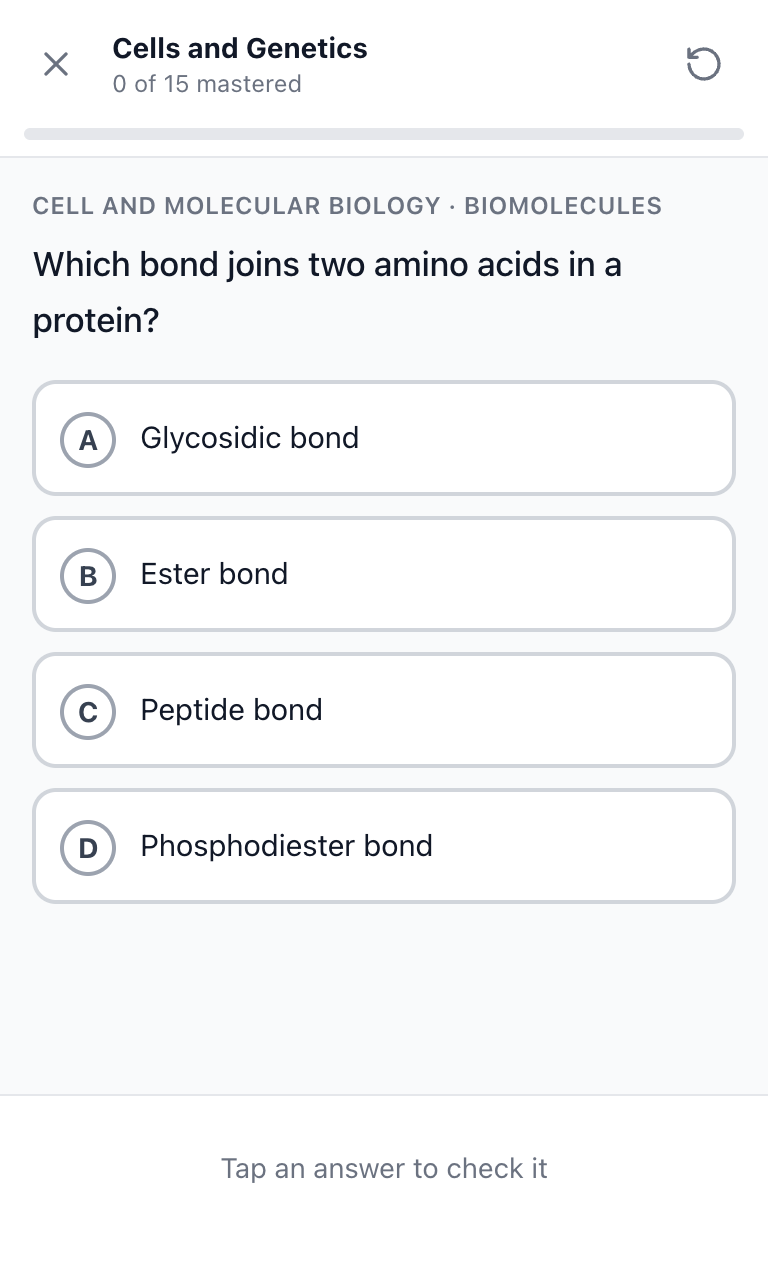 Cells and Genetics
0 of 15 mastered
CELL AND MOLECULAR BIOLOGY · BIOMOLECULES
Which bond joins two amino acids in a
protein?
A Glycosidic bond
B Ester bond
C Peptide bond
D Phosphodiester bond
Tap an answer to check it